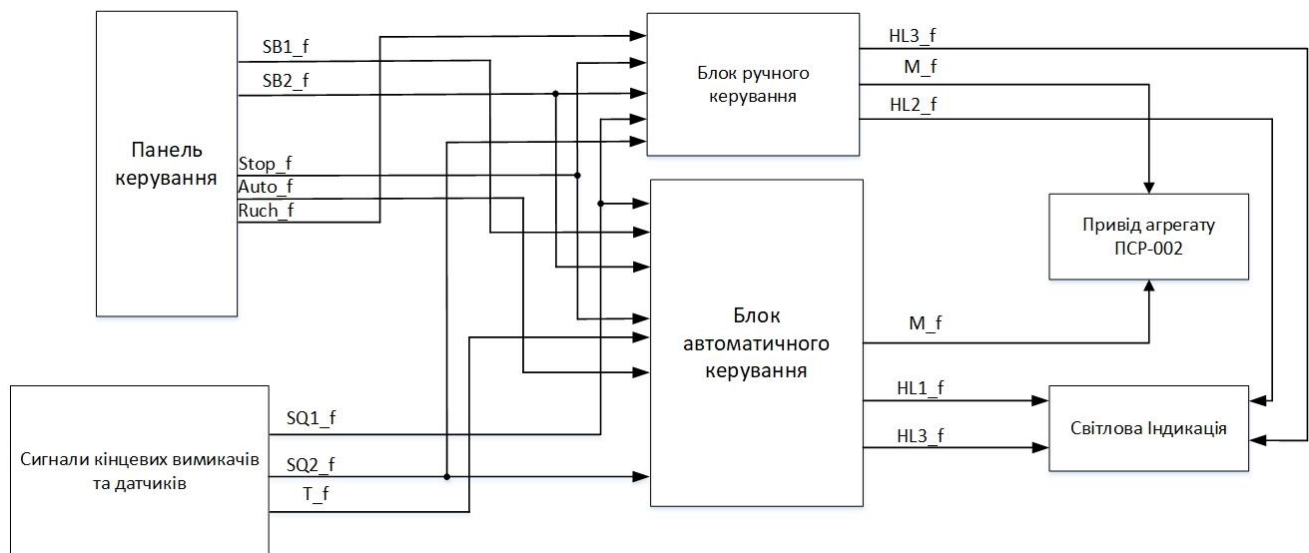 Панель
керування
SB1_f
SB2_f
Stop_f
Auto_f
Ruch_f
Сигнали кінцевих вимикачів
та датчиків
SQ1_f
SQ2_f
T_f
Блок ручного
керування
HL3_f
M_f
HL2_f
Блок
автоматичного
керування
M_f
HL1_f
HL3_f
Привід агрегату
ПСР-002
Світлова Індикація